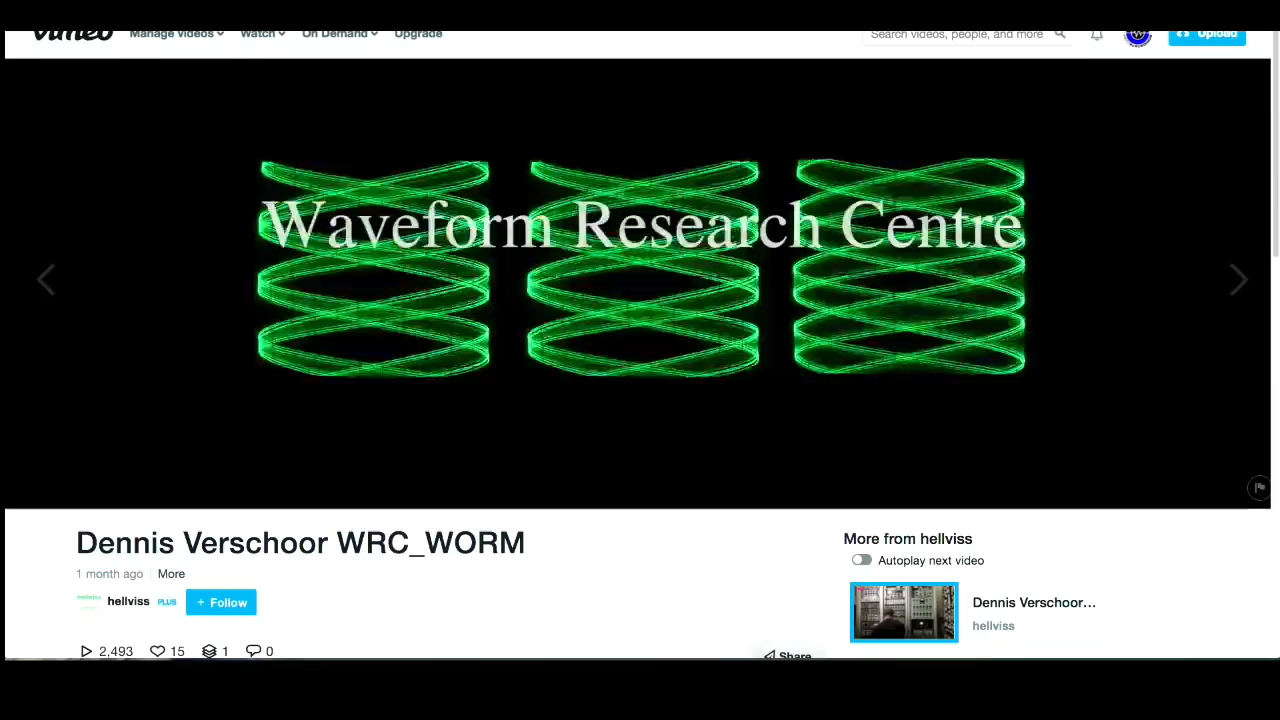 vimeo Manage videos Watch On Demand Upgrade Search videos, people, and more Upload
Waveform Research Centre
Dennis Verschoor WRC_WORM
1 month ago More
hellviss PLUS + Follow
2,493 15 1 0
Share
More from hellviss
Autoplay next video
Dennis Verschoor...
hellviss